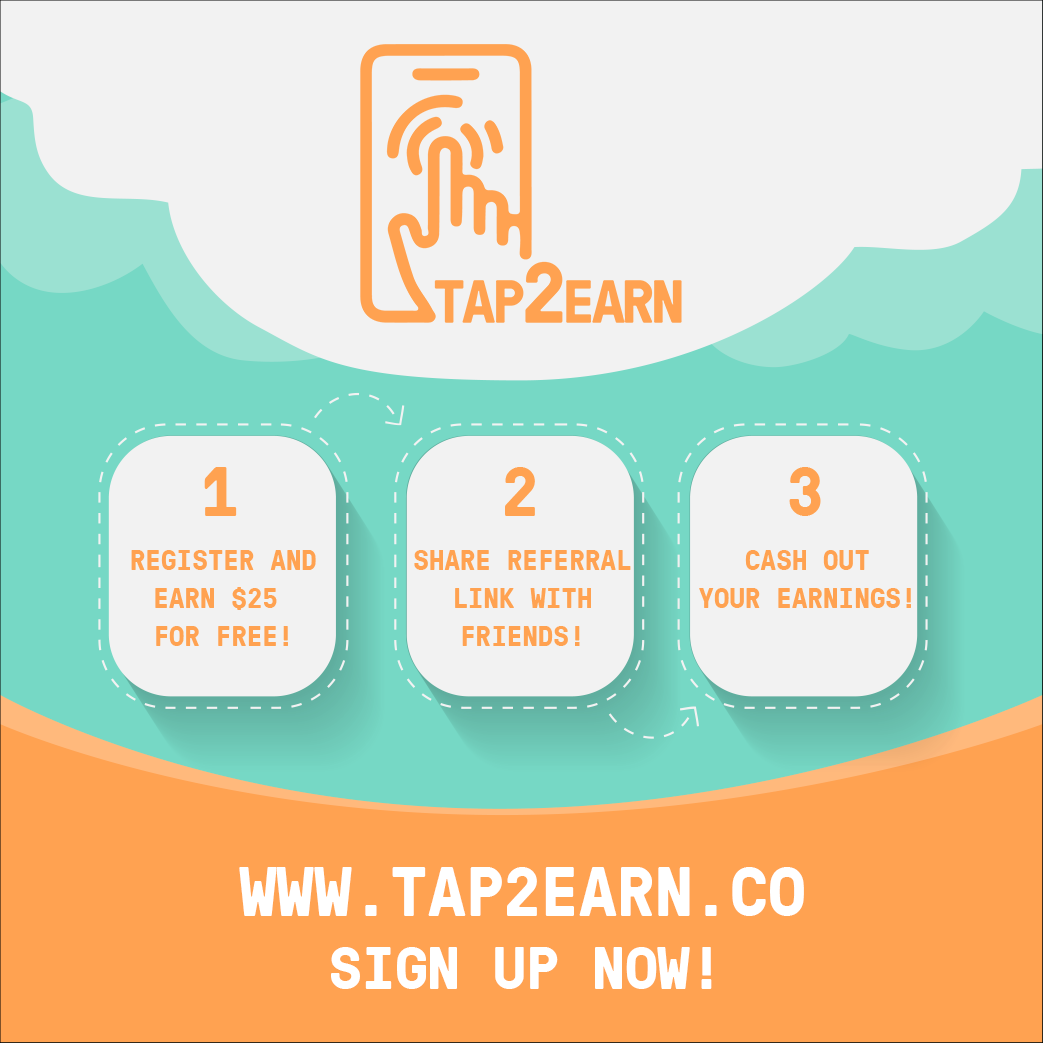 TAP2EARN
1
REGISTER AND
EARN $25
FOR FREE!
2
SHARE REFERRAL
LINK WITH
FRIENDS!
3
CASH OUT
YOUR EARNINGS!
WWW.TAP2EARN.CO
SIGN UP NOW!